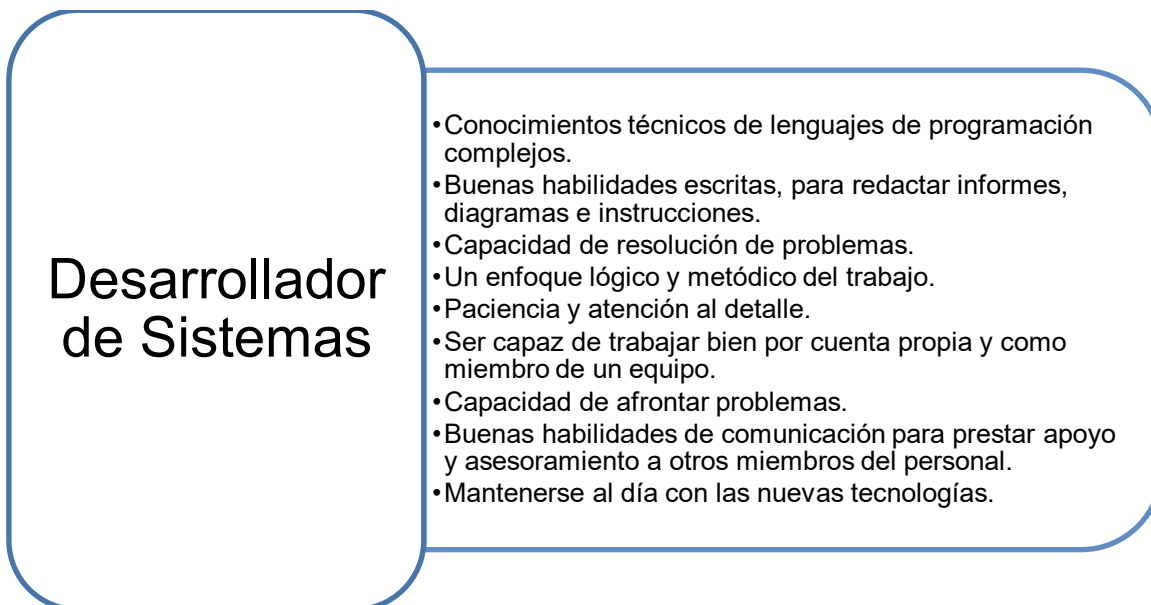 Desarrollador
de Sistemas
•Conocimientos técnicos de lenguajes de programación
complejos.
•Buenas habilidades escritas, para redactar informes,
diagramas e instrucciones.
•Capacidad de resolución de problemas.
•Un enfoque lógico y metódico del trabajo.
•Paciencia y atención al detalle.
•Ser capaz de trabajar bien por cuenta propia y como
miembro de un equipo.
•Capacidad de afrontar problemas.
•Buenas habilidades de comunicación para prestar apoyo
y asesoramiento a otros miembros del personal.
•Mantenerse al día con las nuevas tecnologías.